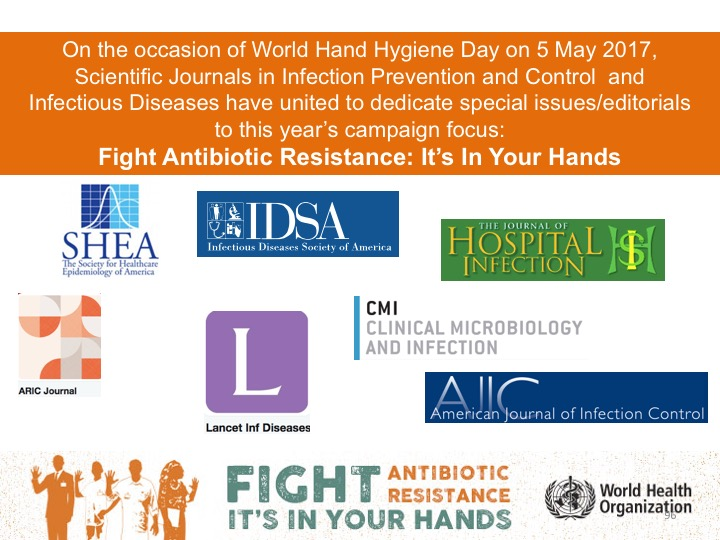 On the occasion of World Hand Hygiene Day on 5 May 2017,
Scientific Journals in Infection Prevention and Control and
Infectious Diseases have united to dedicate special issues/editorials
to this year's campaign focus:
Fight Antibiotic Resistance: It's In Your Hands
SHEA
The Society for Healthcare
Epidemiology of America
IDSA
Infectious Diseases Society of America
THE JOURNAL OF
HOSPITAL
INFECTION
HIS
ARIC Journal
L
Lancet Inf Diseases
CMI
CLINICAL MICROBIOLOGY
AND INFECTION
AJIC
American Journal of Infection Control
FIGHT ANTIBIOTIC
RESISTANCE
IT'S IN YOUR HANDS
World Health
Organization
96